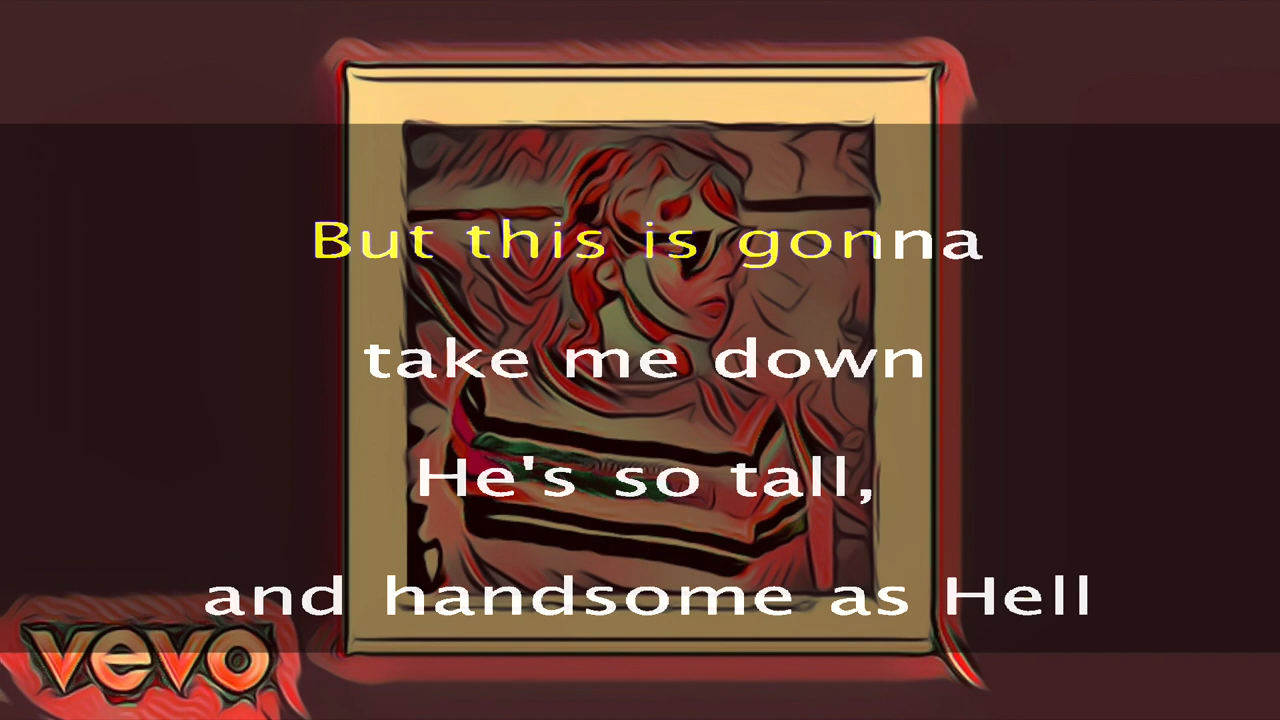 But this is gonna
take me down
He's so tall,
and handsome as Hell
vevo